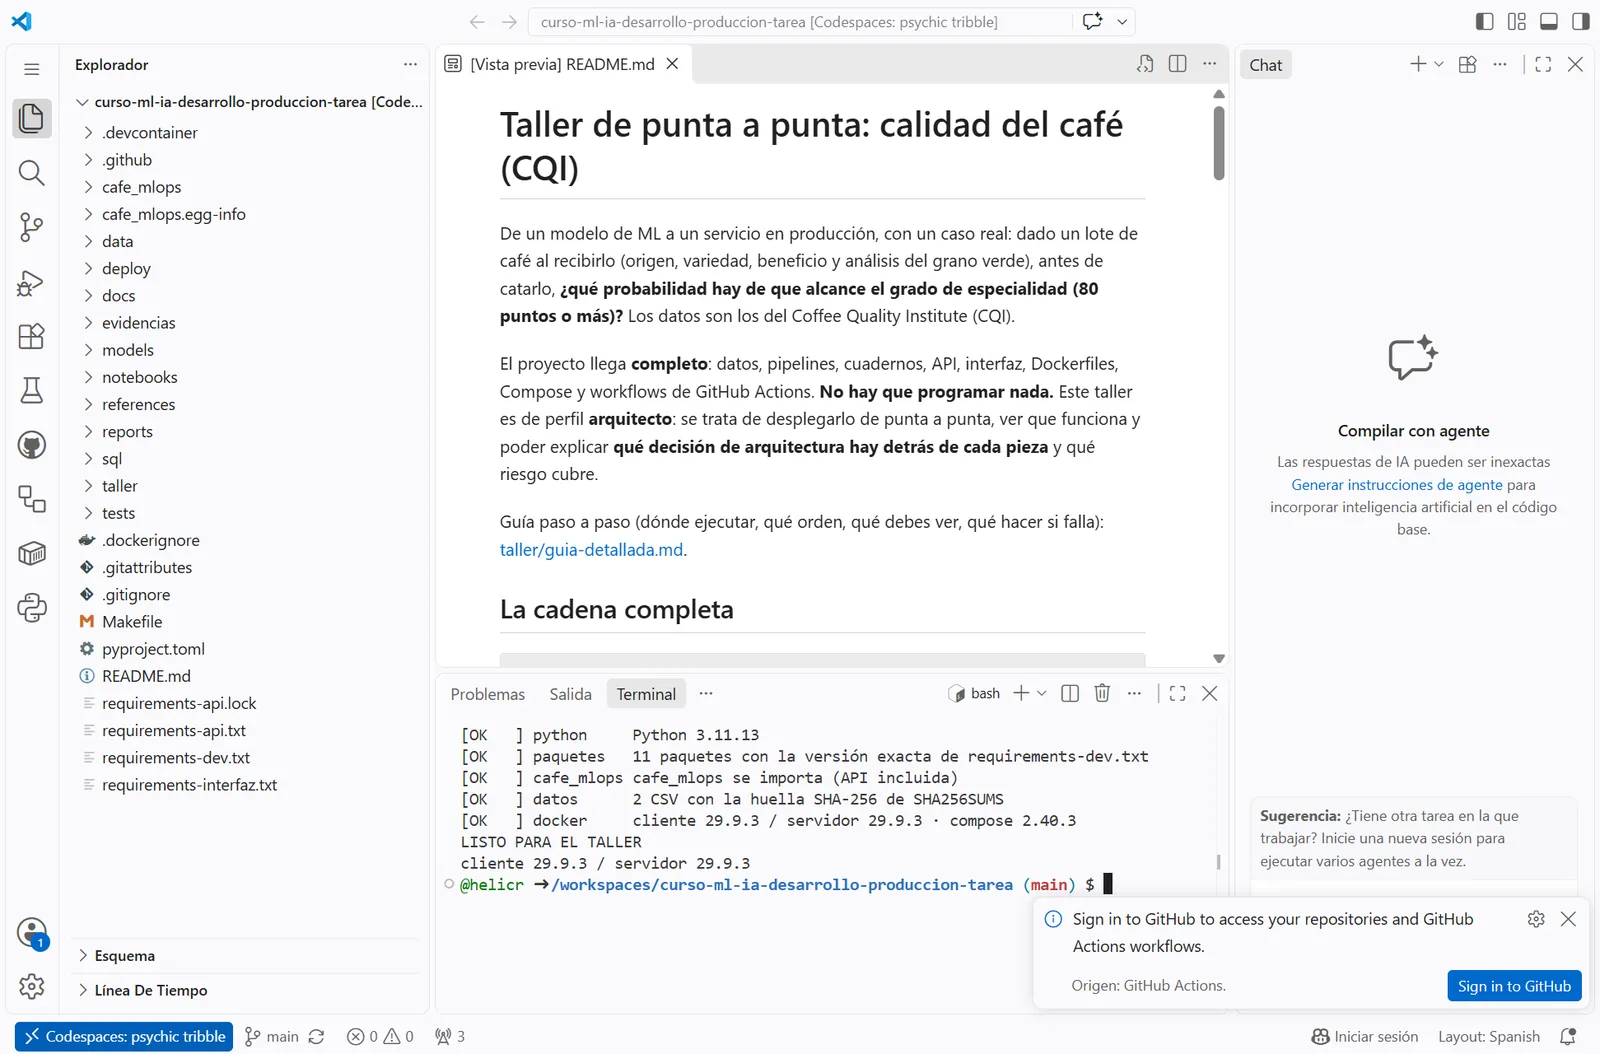 curso-ml-ia-desarrollo-produccion-tarea [Codespaces: psychic tribble]
Explorador
curso-ml-ia-desarrollo-produccion-tarea [Code...
.devcontainer
.github
cafe_mlops
cafe_mlops.egg-info
data
deploy
docs
evidencias
models
notebooks
references
reports
sql
taller
tests
.dockerignore
.gitattributes
.gitignore
Makefile
pyproject.toml
README.md
requirements-api.lock
requirements-api.txt
requirements-dev.txt
requirements-interfaz.txt
Esquema
Línea De Tiempo
[Vista previa] README.md
Taller de punta a punta: calidad del café
(CQI)
De un modelo de ML a un servicio en producción, con un caso real: dado un lote de
café al recibirlo (origen, variedad, beneficio y análisis del grano verde), antes de
catarlo, ¿qué probabilidad hay de que alcance el grado de especialidad (80
puntos o más)? Los datos son los del Coffee Quality Institute (CQI).
El proyecto llega completo: datos, pipelines, cuadernos, API, interfaz, Dockerfiles,
Compose y workflows de GitHub Actions. No hay que programar nada. Este taller
es de perfil arquitecto: se trata de desplegarlo de punta a punta, ver que funciona y
poder explicar qué decisión de arquitectura hay detrás de cada pieza y qué
riesgo cubre.
Guía paso a paso (dónde ejecutar, qué orden, qué debes ver, qué hacer si falla):
taller/guia-detallada.md.
La cadena completa
Problemas Salida Terminal
bash
[OK   ] python     Python 3.11.13
[OK   ] paquetes   11 paquetes con la versión exacta de requirements-dev.txt
[OK   ] cafe_mlops cafe_mlops se importa (API incluida)
[OK   ] datos      2 CSV con la huella SHA-256 de SHA256SUMS
[OK   ] docker     cliente 29.9.3 / servidor 29.9.3 · compose 2.40.3
LISTO PARA EL TALLER
cliente 29.9.3 / servidor 29.9.3
@helicr ➜/workspaces/curso-ml-ia-desarrollo-produccion-tarea (main) $
Chat
Compilar con agente
Las respuestas de IA pueden ser inexactas
Generar instrucciones de agente para
incorporar inteligencia artificial en el código
base.
Sugerencia: ¿Tiene otra tarea en la que
trabajar? Inicie una nueva sesión para
ejecutar varios agentes a la vez.
Sign in to GitHub to access your repositories and GitHub
Actions workflows.
Origen: GitHub Actions.
Sign in to GitHub
1
Codespaces: psychic tribble
main
0
0
3
Iniciar sesión
Layout: Spanish